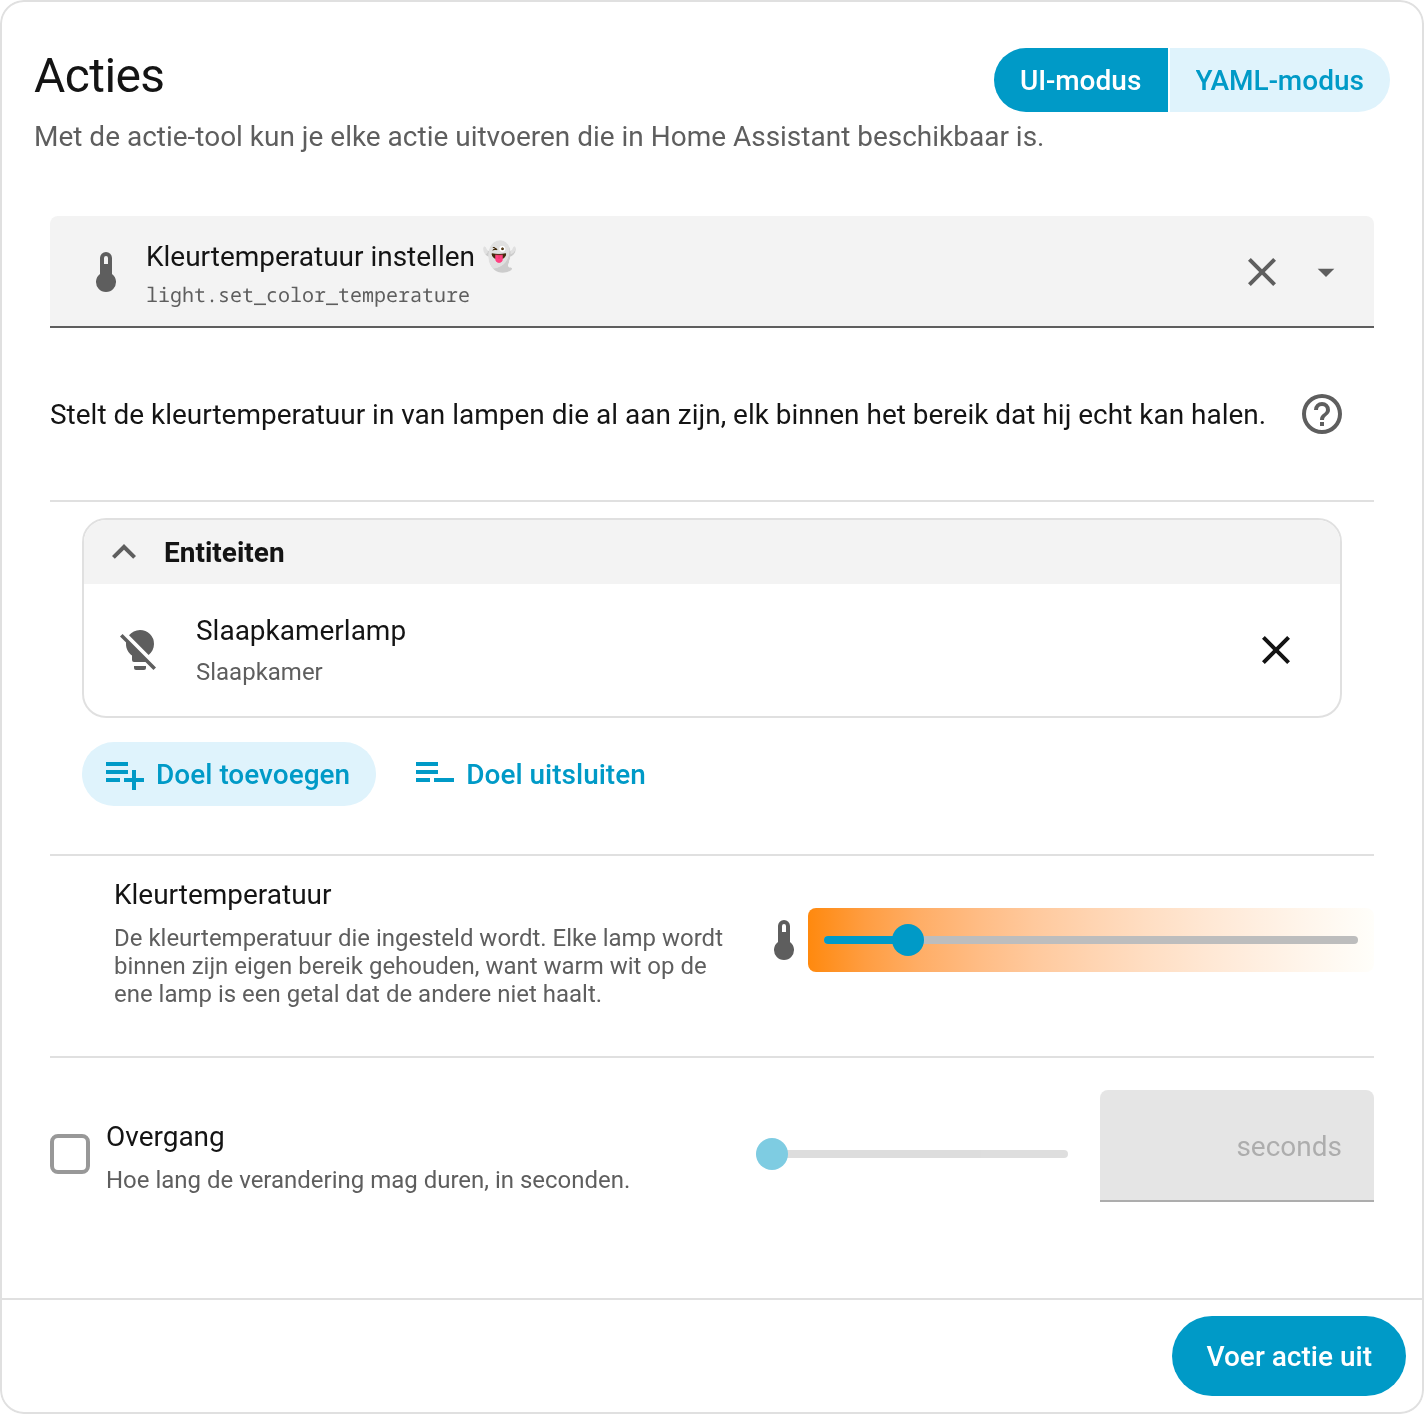 Acties
UI-modus
YAML-modus
Met de actie-tool kun je elke actie uitvoeren die in Home Assistant beschikbaar is.
Kleurtemperatuur instellen 👻
light.set_color_temperature
Stelt de kleurtemperatuur in van lampen die al aan zijn, elk binnen het bereik dat hij echt kan halen.
Entiteiten
Slaapkamerlamp
Slaapkamer
Doel toevoegen
Doel uitsluiten
Kleurtemperatuur
De kleurtemperatuur die ingesteld wordt. Elke lamp wordt
binnen zijn eigen bereik gehouden, want warm wit op de
ene lamp is een getal dat de andere niet haalt.
Overgang
Hoe lang de verandering mag duren, in seconden.
seconds
Voer actie uit